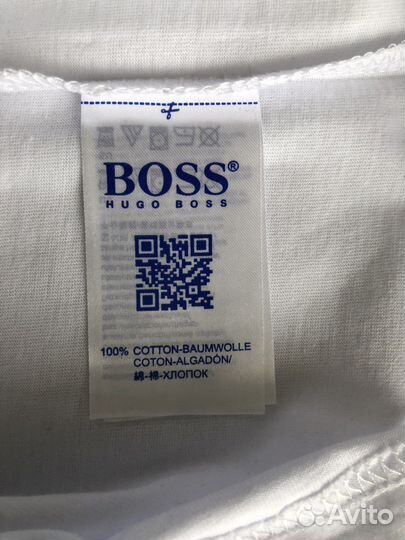 BOSS®
HUGO BOSS
100% COTTON-BAUMWOLLE
COTON-ALGADÓN/
綿-棉-ХЛОПОК
Avito